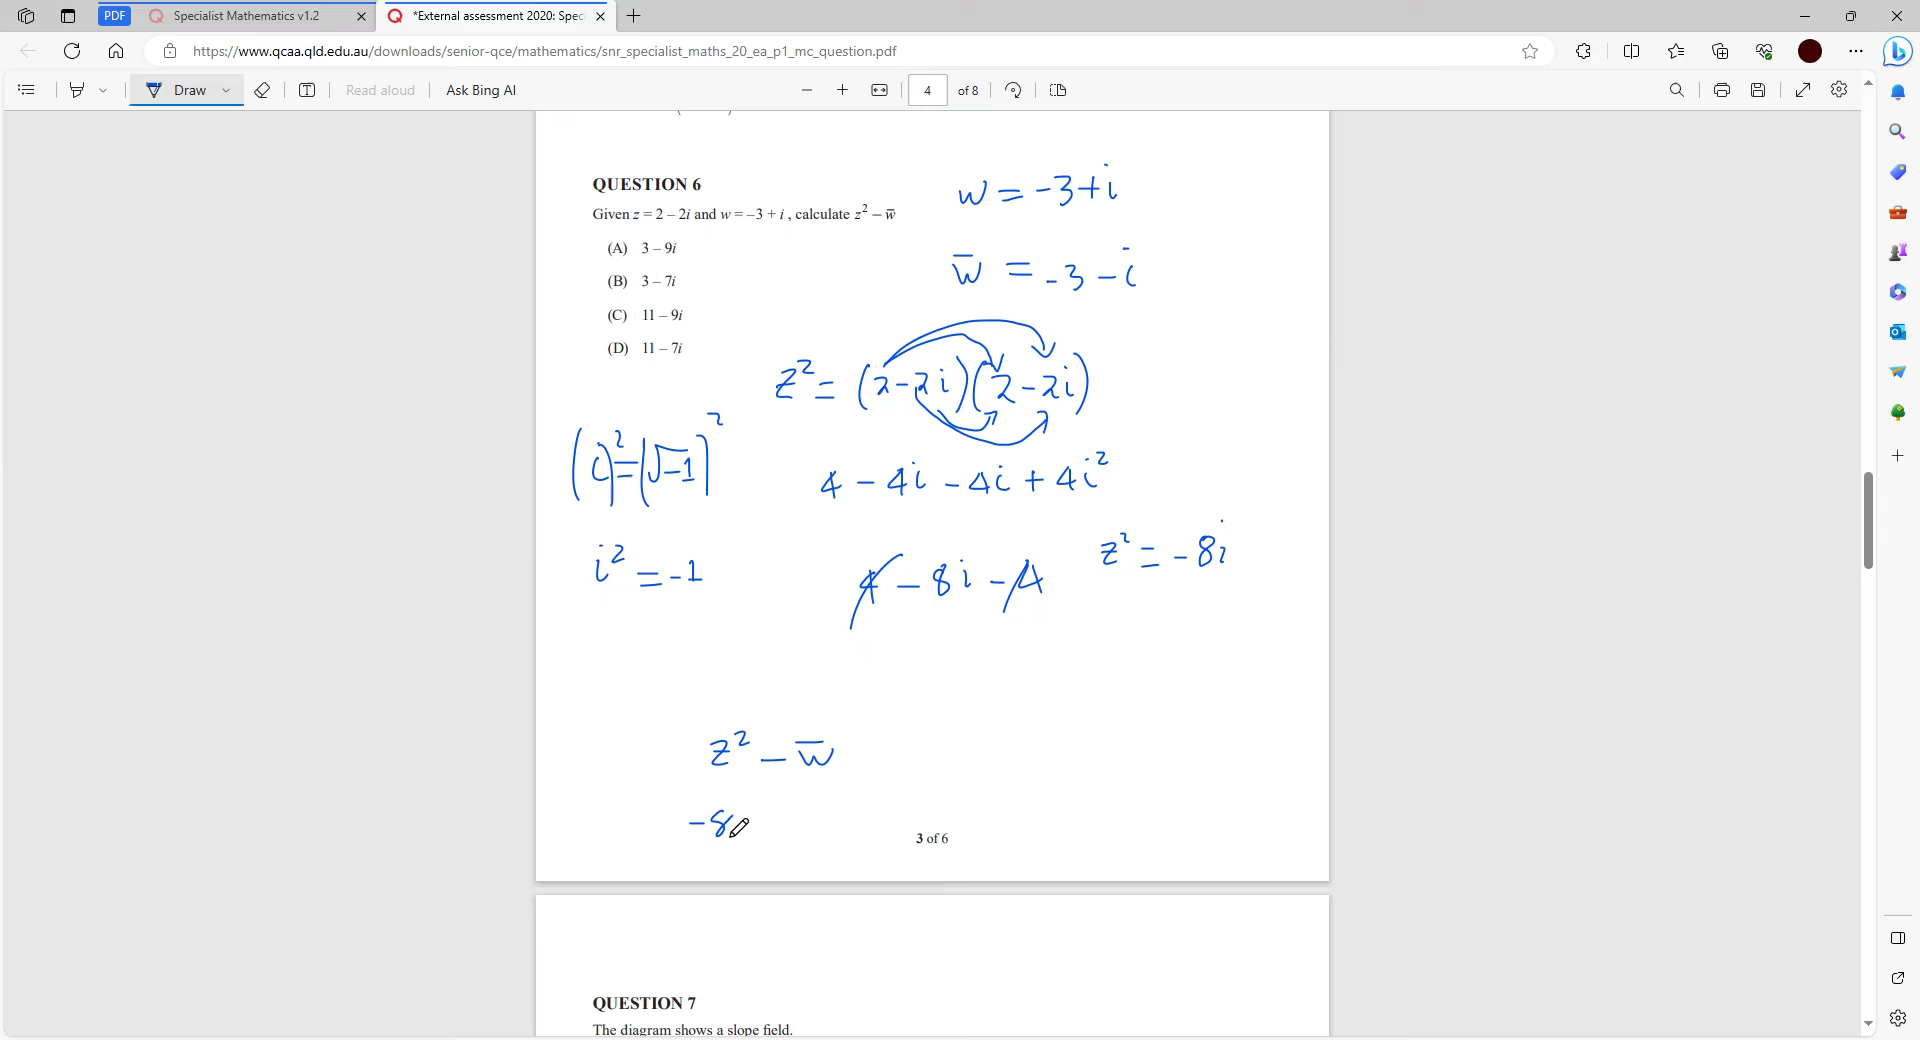 PDF Specialist Mathematics v1.2 *External assessment 2020: Spec
https://www.qcaa.qld.edu.au/downloads/senior-qce/mathematics/snr_specialist_maths_20_ea_p1_mc_question.pdf
Draw Read aloud Ask Bing AI 4 of 8
QUESTION 6
w = -3+i
Given z = 2 – 2i and w = –3 + i , calculate z² – w̅
(A) 3 – 9i
w̅ = -3 - i
(B) 3 – 7i
(C) 11 – 9i
(D) 11 – 7i
z² = (2-2i)(2-2i)
(i)² = (√-1)²
4 - 4i - 4i + 4i²
z² = -8i
i² = -1
4 - 8i - 4
z² - w̅
-8
3 of 6
QUESTION 7
The diagram shows a slope field.